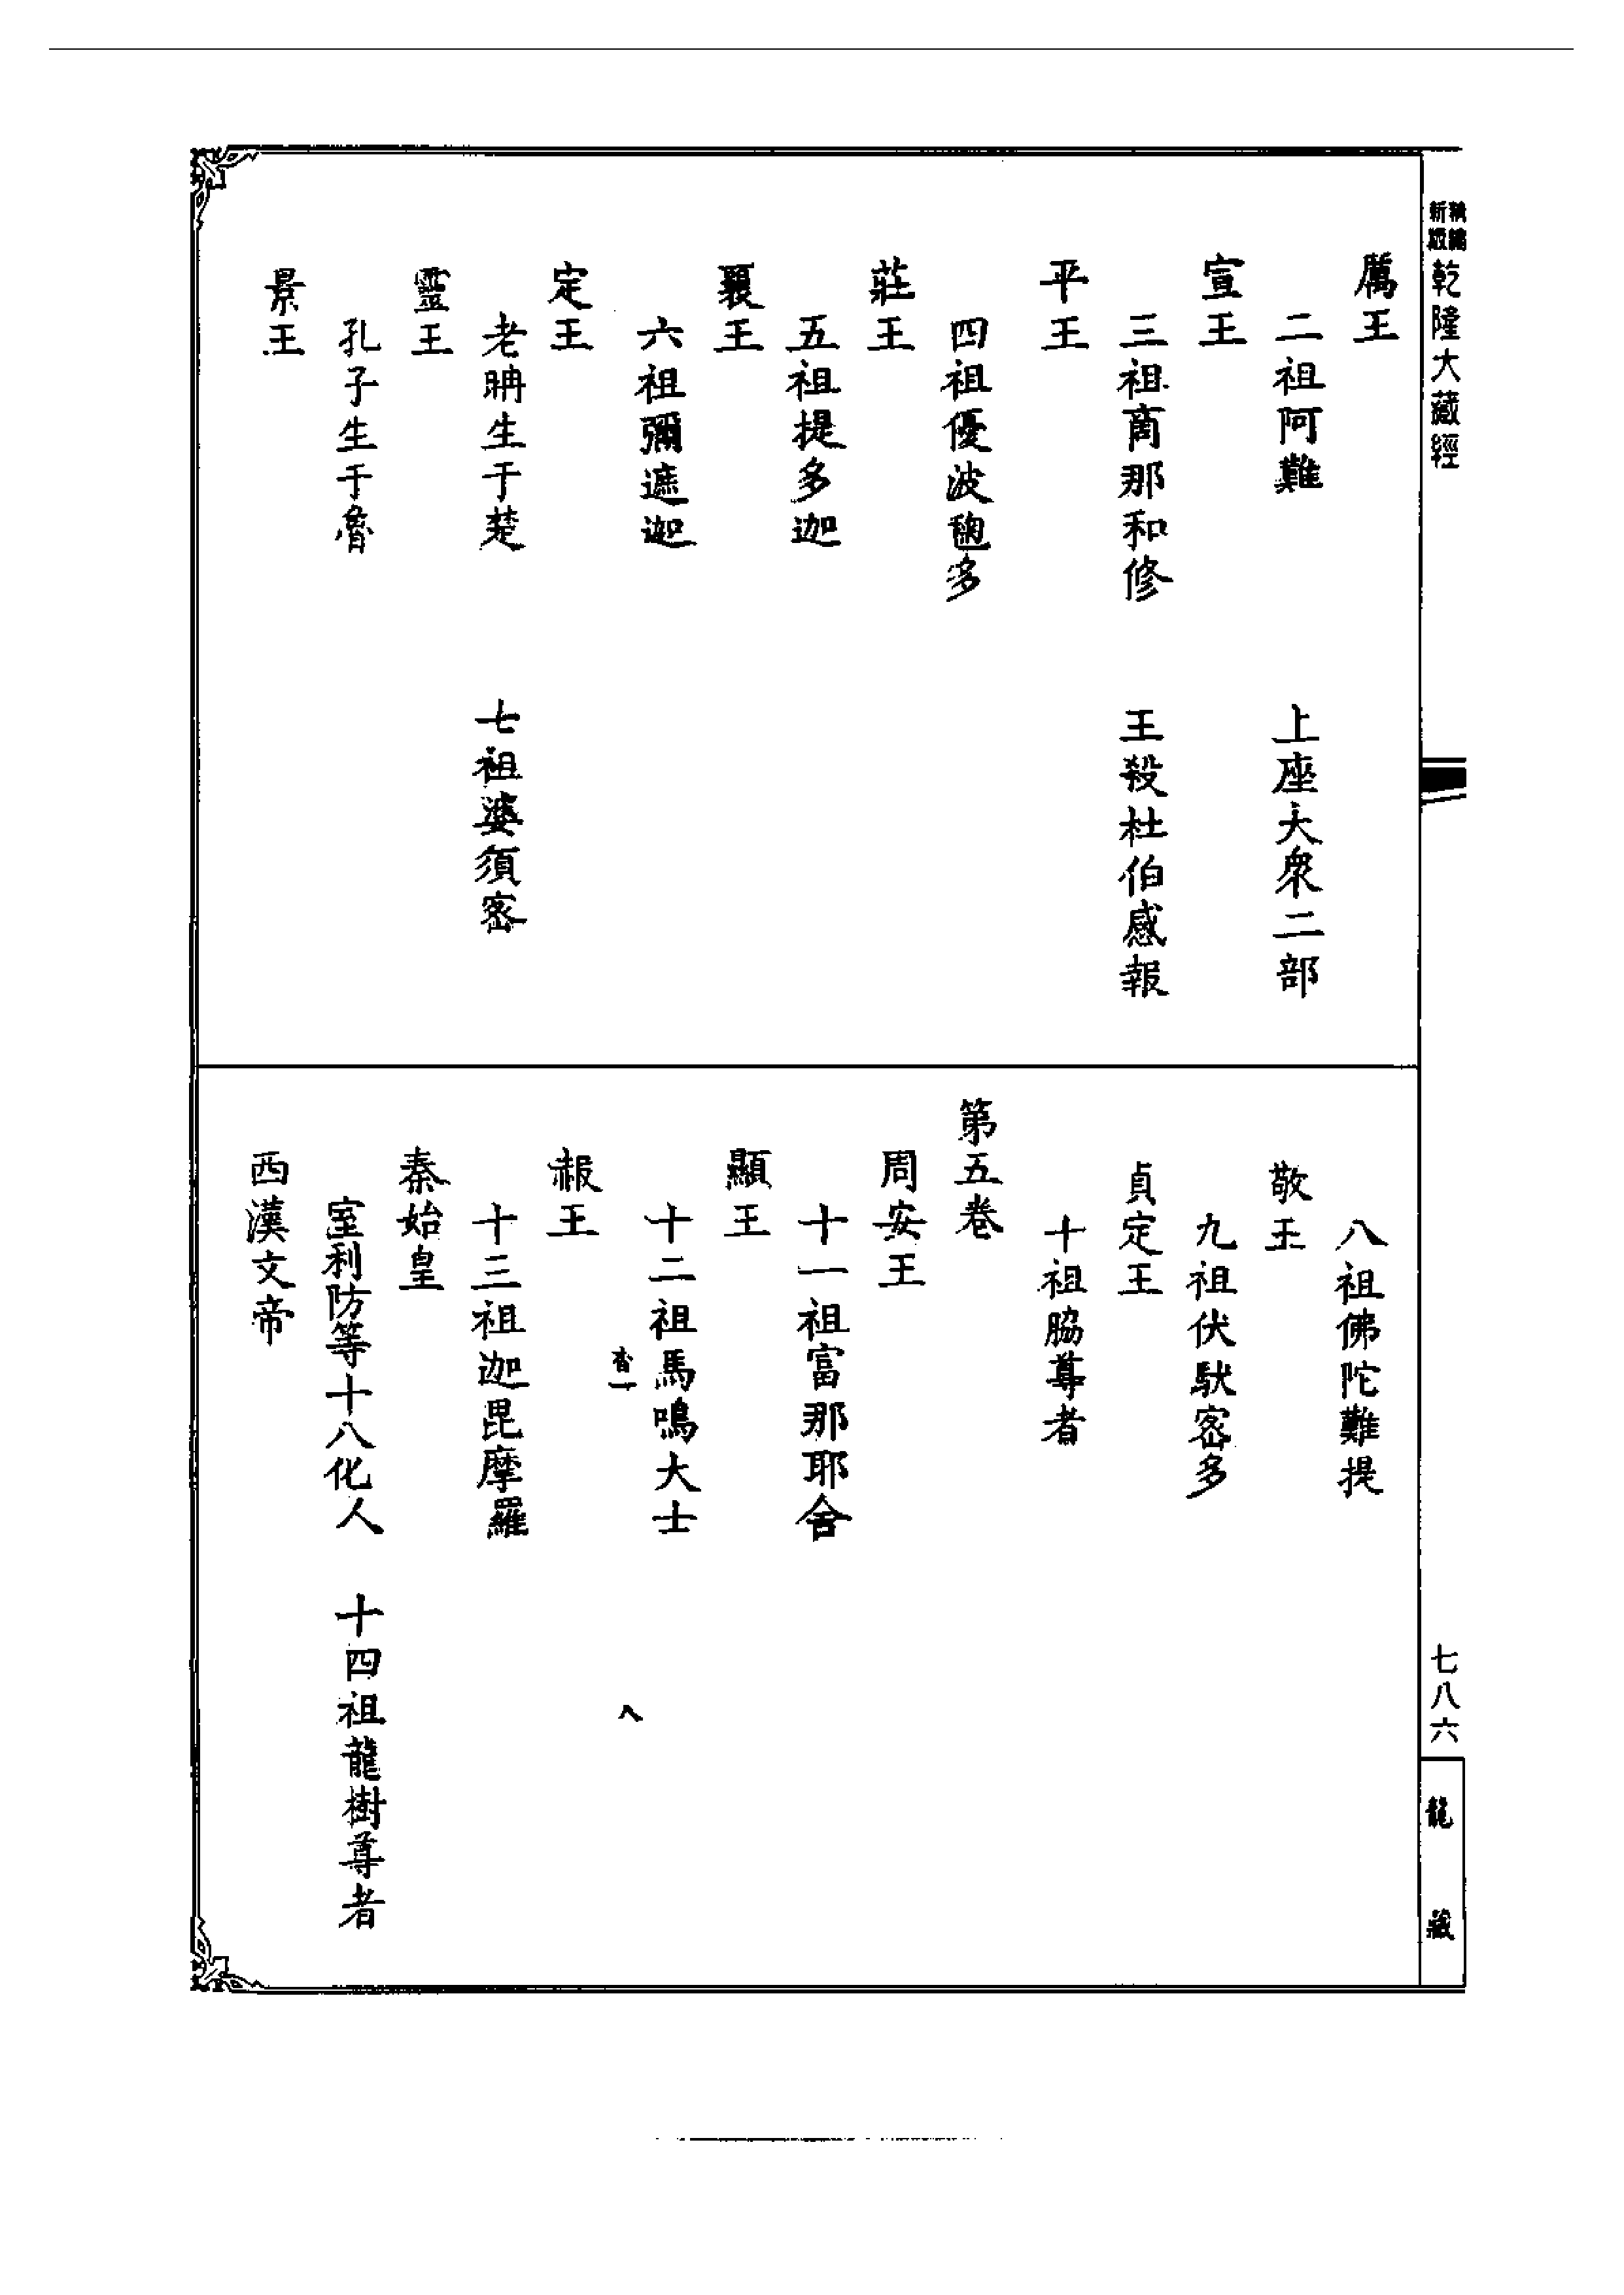 新編
縮版
乾隆大藏經
厲王
二祖阿難　上座大衆二部
宣王
三祖商那和修　王殺杜伯感報
平王
四祖優波毱多
莊王
五祖提多迦
襄王
六祖彌遮迦
定王
老聃生于楚　七祖婆須密
靈王
孔子生于魯
景王
八祖佛陀難提
敬王
九祖伏馱密多
貞定王
十祖脇尊者
第五卷
周安王
十一祖富那耶舍
顯王
十二祖馬鳴大士
八
赧王
十三祖迦毘摩羅
秦始皇
室利防等十八化人　十四祖龍樹尊者
西漢文帝
七八六
龍藏